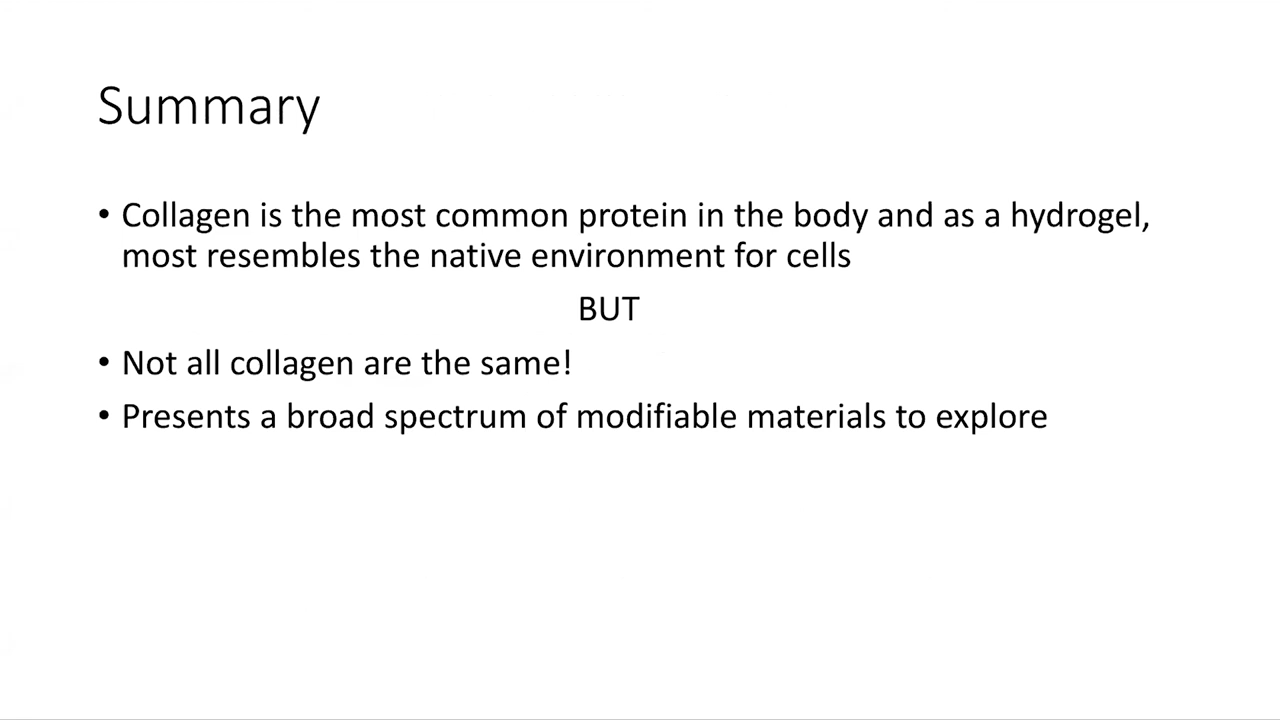 Summary
• Collagen is the most common protein in the body and as a hydrogel,
most resembles the native environment for cells
BUT
• Not all collagen are the same!
• Presents a broad spectrum of modifiable materials to explore